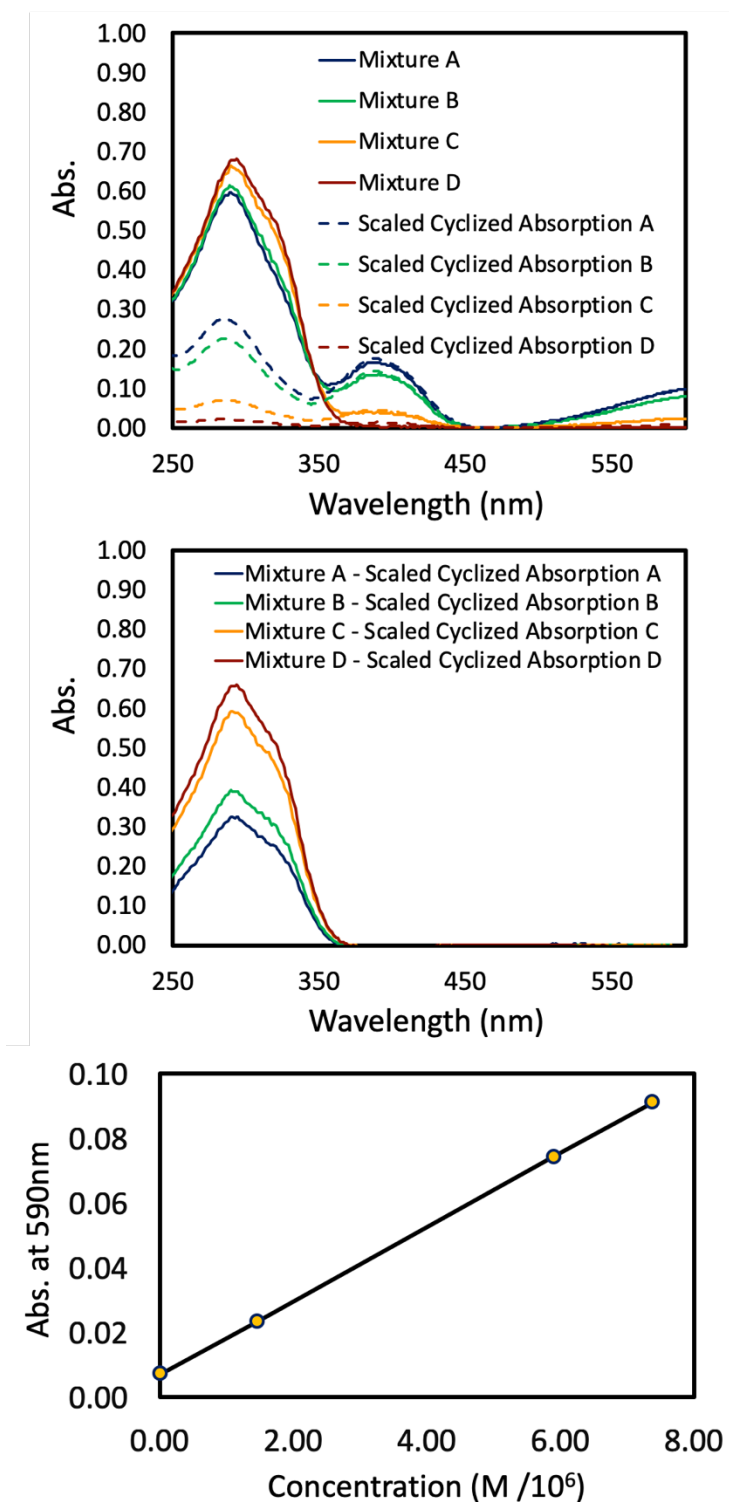 1.00
0.90
0.80
0.70
0.60
0.50
0.40
0.30
0.20
0.10
0.00
Abs.
Mixture A
Mixture B
Mixture C
Mixture D
Scaled Cyclized Absorption A
Scaled Cyclized Absorption B
Scaled Cyclized Absorption C
Scaled Cyclized Absorption D
250 350 450 550
Wavelength (nm)
1.00
0.90
0.80
0.70
0.60
0.50
0.40
0.30
0.20
0.10
0.00
Abs.
Mixture A - Scaled Cyclized Absorption A
Mixture B - Scaled Cyclized Absorption B
Mixture C - Scaled Cyclized Absorption C
Mixture D - Scaled Cyclized Absorption D
250 350 450 550
Wavelength (nm)
0.10
0.08
0.06
0.04
0.02
0.00
Abs. at 590nm
0.00 2.00 4.00 6.00 8.00
Concentration (M /10⁶)